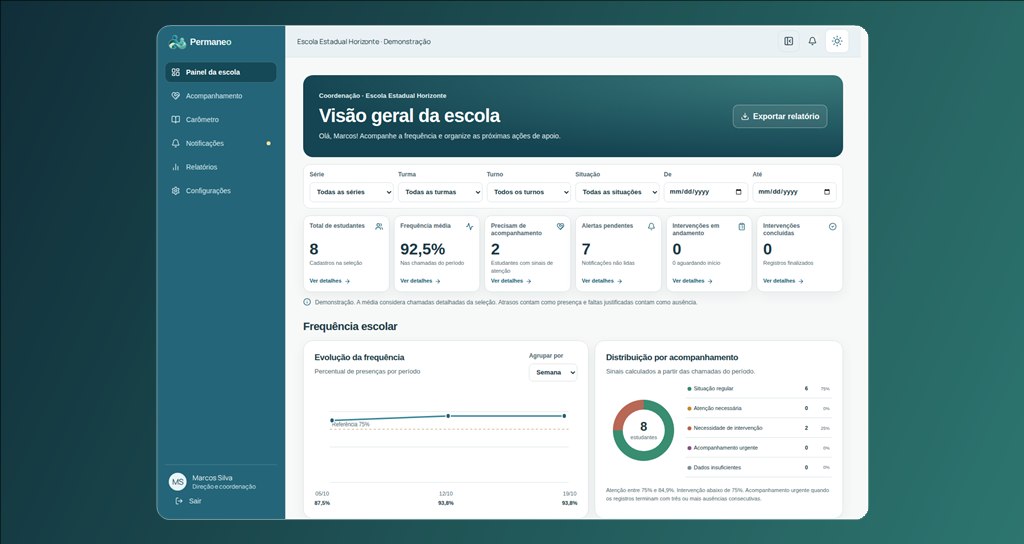 Permaneo
Escola Estadual Horizonte · Demonstração
Painel da escola
Acompanhamento
Carômetro
Notificações
Relatórios
Configurações
MS
Marcos Silva
Direção e coordenação
Sair
Coordenação · Escola Estadual Horizonte
Visão geral da escola
Olá, Marcos! Acompanhe a frequência e organize as próximas ações de apoio.
Exportar relatório
Série
Turma
Turno
Situação
De
Até
Todas as séries
Todas as turmas
Todos os turnos
Todas as situações
mm/dd/yyyy
mm/dd/yyyy
Total de estudantes
8
Cadastros na seleção
Ver detalhes →
Frequência média
92,5%
Nas chamadas do período
Ver detalhes →
Precisam de
acompanhamento
2
Estudantes com sinais de
atenção
Ver detalhes →
Alertas pendentes
7
Notificações não lidas
Ver detalhes →
Intervenções em
andamento
0
0 aguardando início
Ver detalhes →
Intervenções
concluídas
0
Registros finalizados
Ver detalhes →
Demonstração. A média considera chamadas detalhadas da seleção. Atrasos contam como presença e faltas justificadas contam como ausência.
Frequência escolar
Evolução da frequência
Percentual de presenças por período
Agrupar por
Semana
Referência 75%
05/10
12/10
19/10
87,5%
93,8%
93,8%
Distribuição por acompanhamento
Sinais calculados a partir das chamadas do período.
8
estudantes
Situação regular 6 75%
Atenção necessária 0 0%
Necessidade de intervenção 2 25%
Acompanhamento urgente 0 0%
Dados insuficientes 0 0%
Atenção entre 75% e 84,9%. Intervenção abaixo de 75%. Acompanhamento urgente quando
os registros terminam com três ou mais ausências consecutivas.